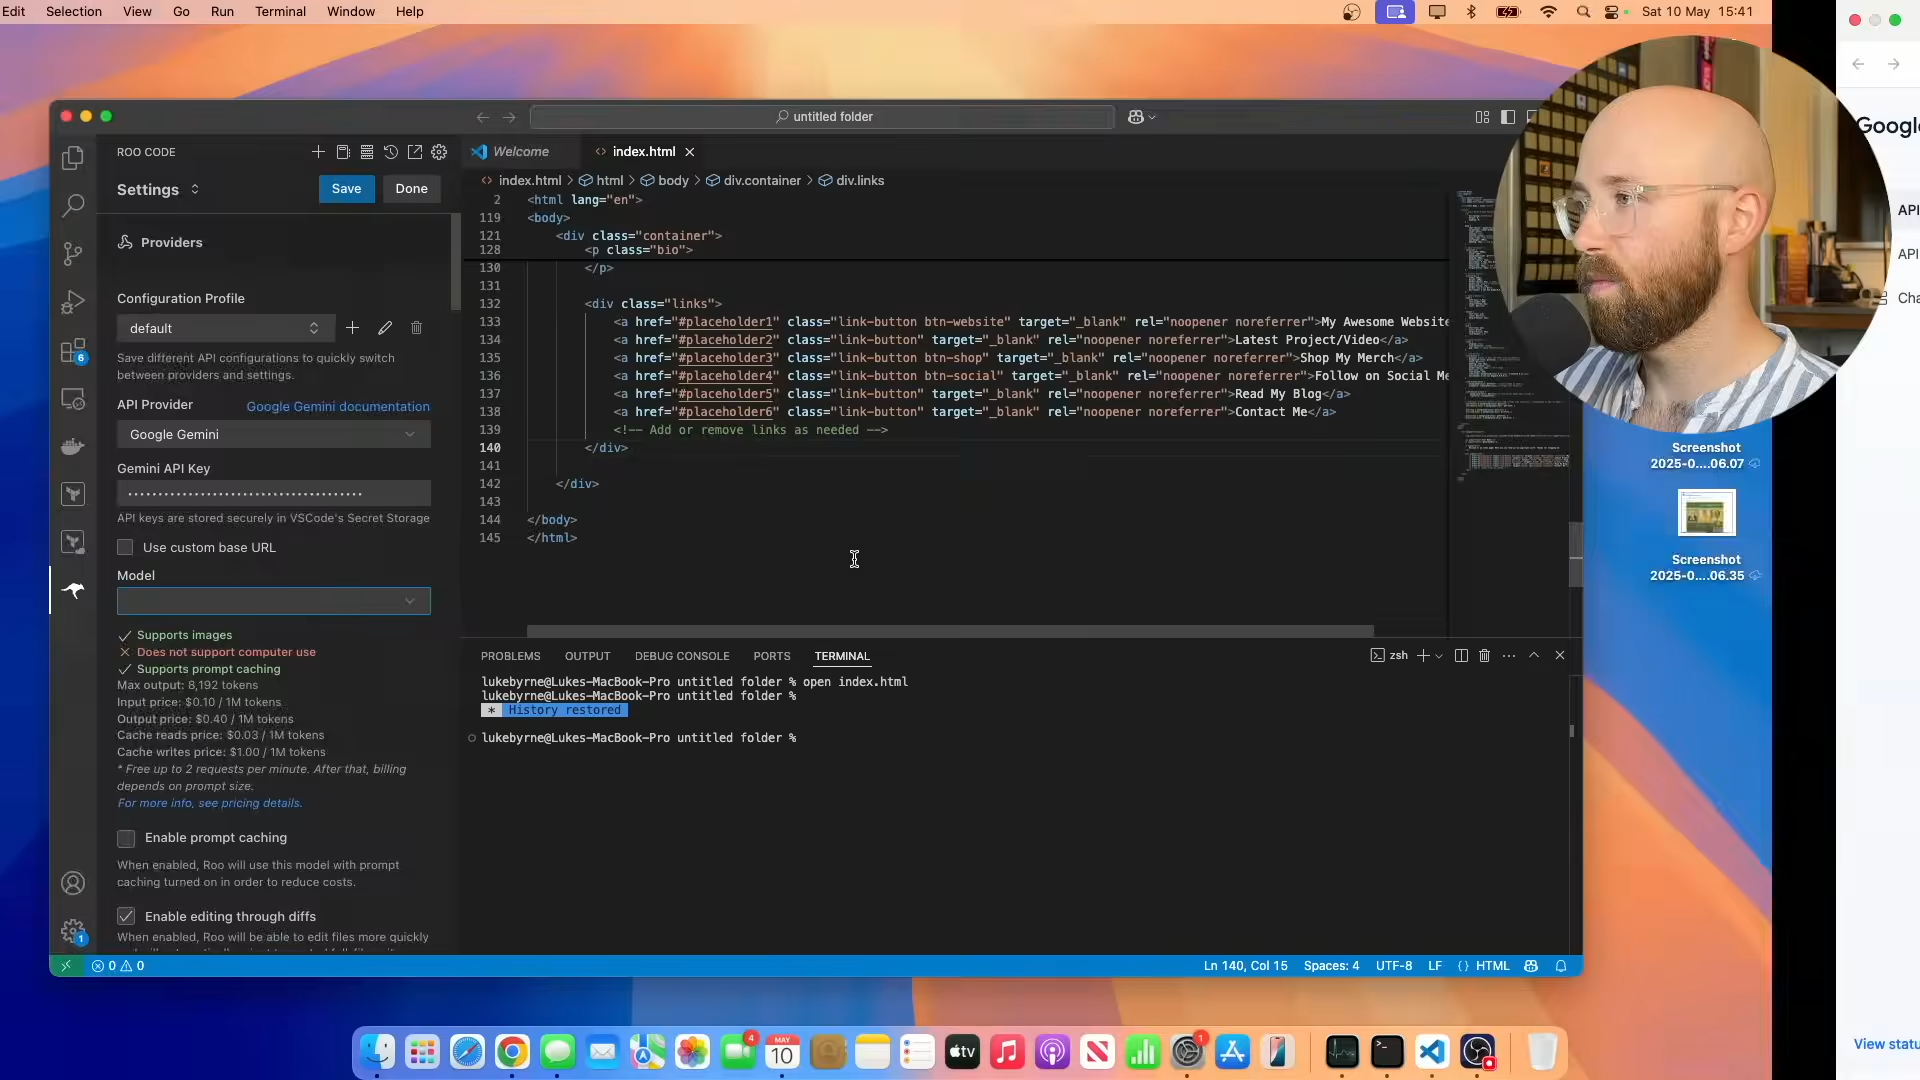 Edit Selection View Go Run Terminal Window Help
Sat 10 May 15:41
untitled folder
ROO CODE
Settings
Save
Done
Providers
Configuration Profile
default
Save different API configurations to quickly switch
between providers and settings.
API Provider
Google Gemini documentation
Google Gemini
Gemini API Key
API keys are stored securely in VSCode's Secret Storage
Use custom base URL
Model
Supports images
Does not support computer use
Supports prompt caching
Max output: 8,192 tokens
Input price: $0.10 / 1M tokens
Output price: $0.40 / 1M tokens
Cache reads price: $0.03 / 1M tokens
Cache writes price: $1.00 / 1M tokens
* Free up to 2 requests per minute. After that, billing
depends on prompt size.
For more info, see pricing details.
Enable prompt caching
When enabled, Roo will use this model with prompt
caching turned on in order to reduce costs.
Enable editing through diffs
When enabled, Roo will be able to edit files more quickly
6
1
Welcome
index.html
index.html > html > body > div.container > div.links
2 <html lang="en">
119 <body>
121 <div class="container">
128 <p class="bio">
130 </p>
131
132 <div class="links">
133 <a href="#placeholder1" class="link-button btn-website" target="_blank" rel="noopener noreferrer">My Awesome Website
134 <a href="#placeholder2" class="link-button" target="_blank" rel="noopener noreferrer">Latest Project/Video</a>
135 <a href="#placeholder3" class="link-button btn-shop" target="_blank" rel="noopener noreferrer">Shop My Merch</a>
136 <a href="#placeholder4" class="link-button btn-social" target="_blank" rel="noopener noreferrer">Follow on Social Me
137 <a href="#placeholder5" class="link-button" target="_blank" rel="noopener noreferrer">Read My Blog</a>
138 <a href="#placeholder6" class="link-button" target="_blank" rel="noopener noreferrer">Contact Me</a>
139 <!-- Add or remove links as needed -->
140 </div>
141
142 </div>
143
144 </body>
145 </html>
PROBLEMS OUTPUT DEBUG CONSOLE PORTS TERMINAL
zsh
lukebyrne@Lukes-MacBook-Pro untitled folder % open index.html
lukebyrne@Lukes-MacBook-Pro untitled folder %
* History restored
lukebyrne@Lukes-MacBook-Pro untitled folder %
0 0
Ln 140, Col 15 Spaces: 4 UTF-8 LF {} HTML
Screenshot
2025-0....06.07
Screenshot
2025-0....06.35
Google
API
API
Cha
View statu
4
MAY
10
tv
1